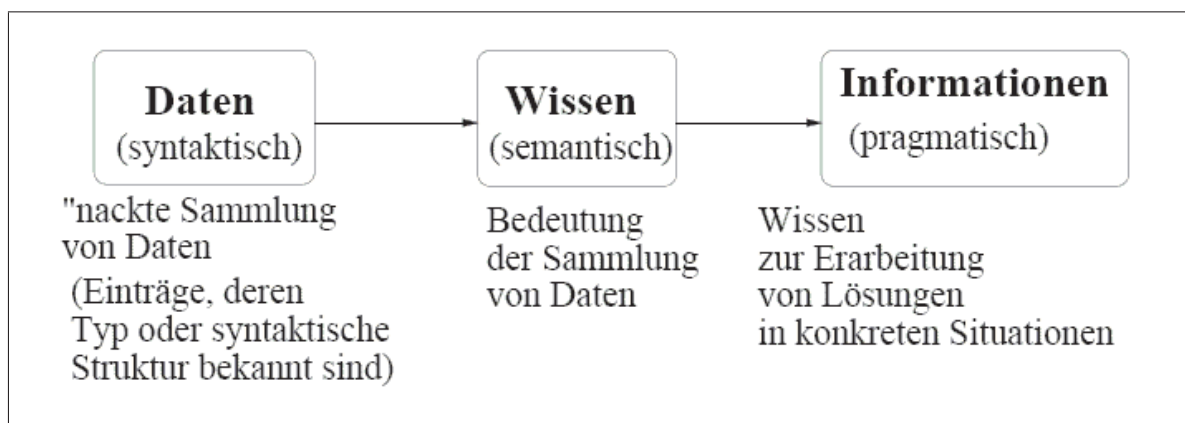 Daten
(syntaktisch)
"nackte Sammlung
von Daten
(Einträge, deren
Typ oder syntaktische
Struktur bekannt sind)
Wissen
(semantisch)
Bedeutung
der Sammlung
von Daten
Informationen
(pragmatisch)
Wissen
zur Erarbeitung
von Lösungen
in konkreten Situationen